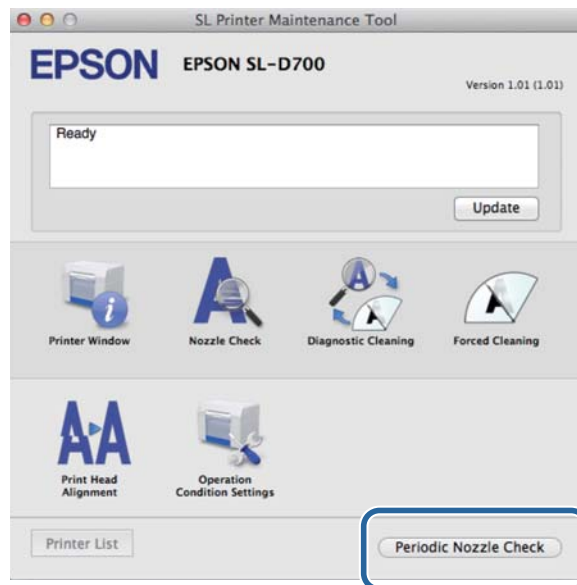 SL Printer Maintenance Tool
EPSON
EPSON SL-D700
Version 1.01 (1.01)
Ready
Update
Printer Window
Nozzle Check
Diagnostic Cleaning
Forced Cleaning
Print Head
Alignment
Operation
Condition Settings
Printer List
Periodic Nozzle Check